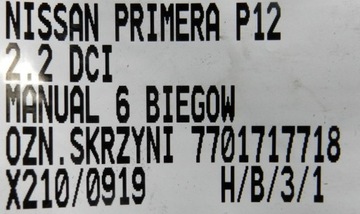 NISSAN PRIMERA P12
2.2 DCI
MANUAL 6 BIEGOW
OZN.SKRZYNI 7701717718
X210/0919 H/B/3/1